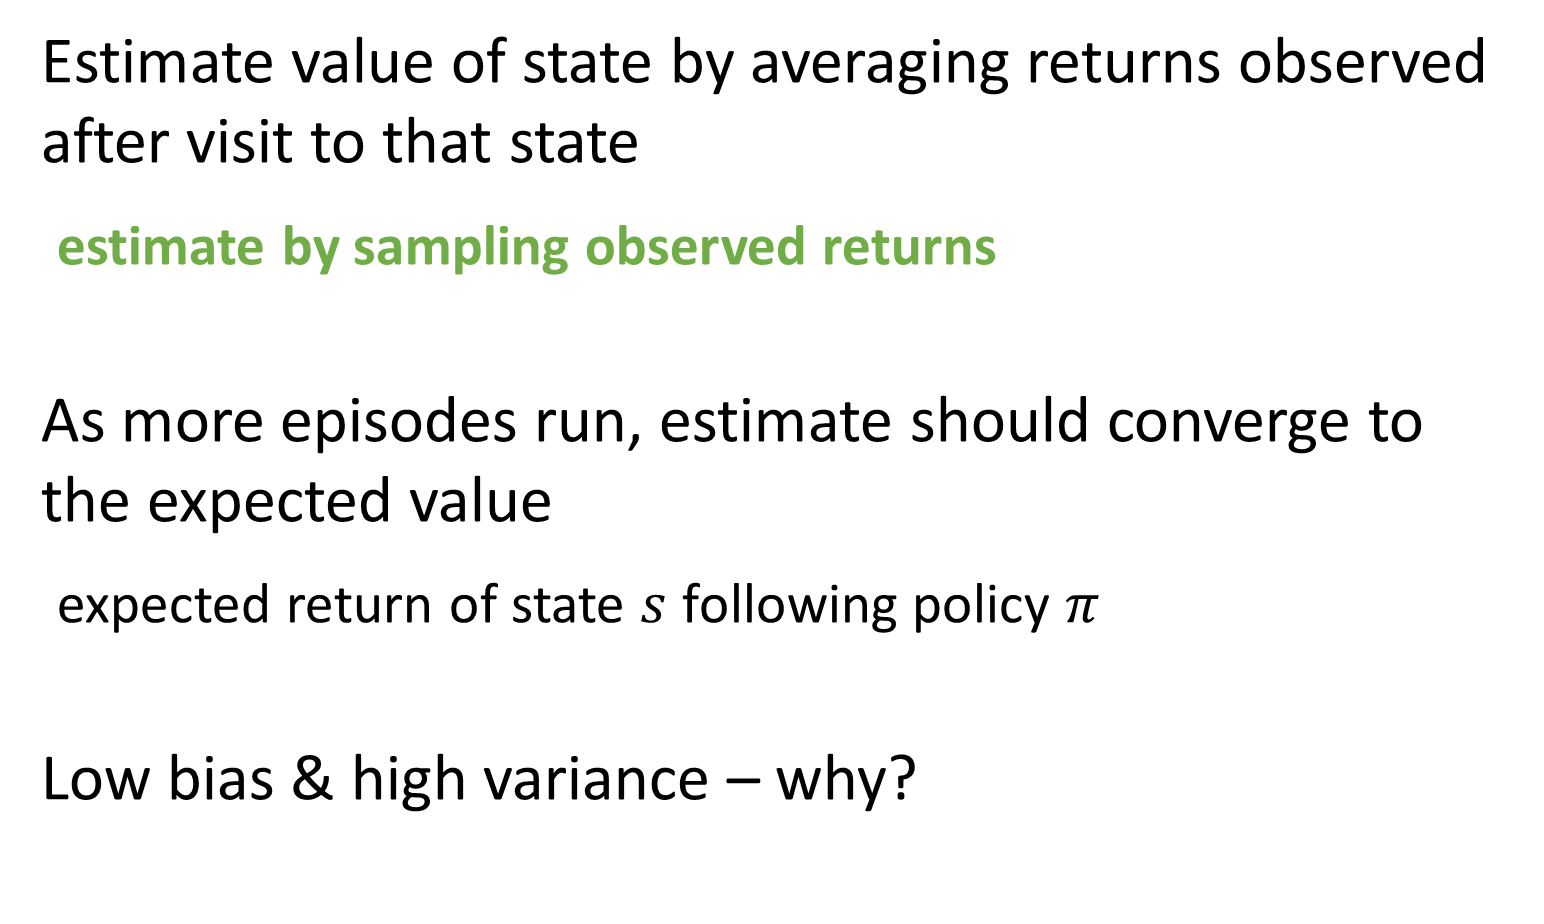 Estimate value of state by averaging returns observed
after visit to that state
estimate by sampling observed returns
As more episodes run, estimate should converge to
the expected value
expected return of state 𝑠 following policy 𝜋
Low bias & high variance – why?